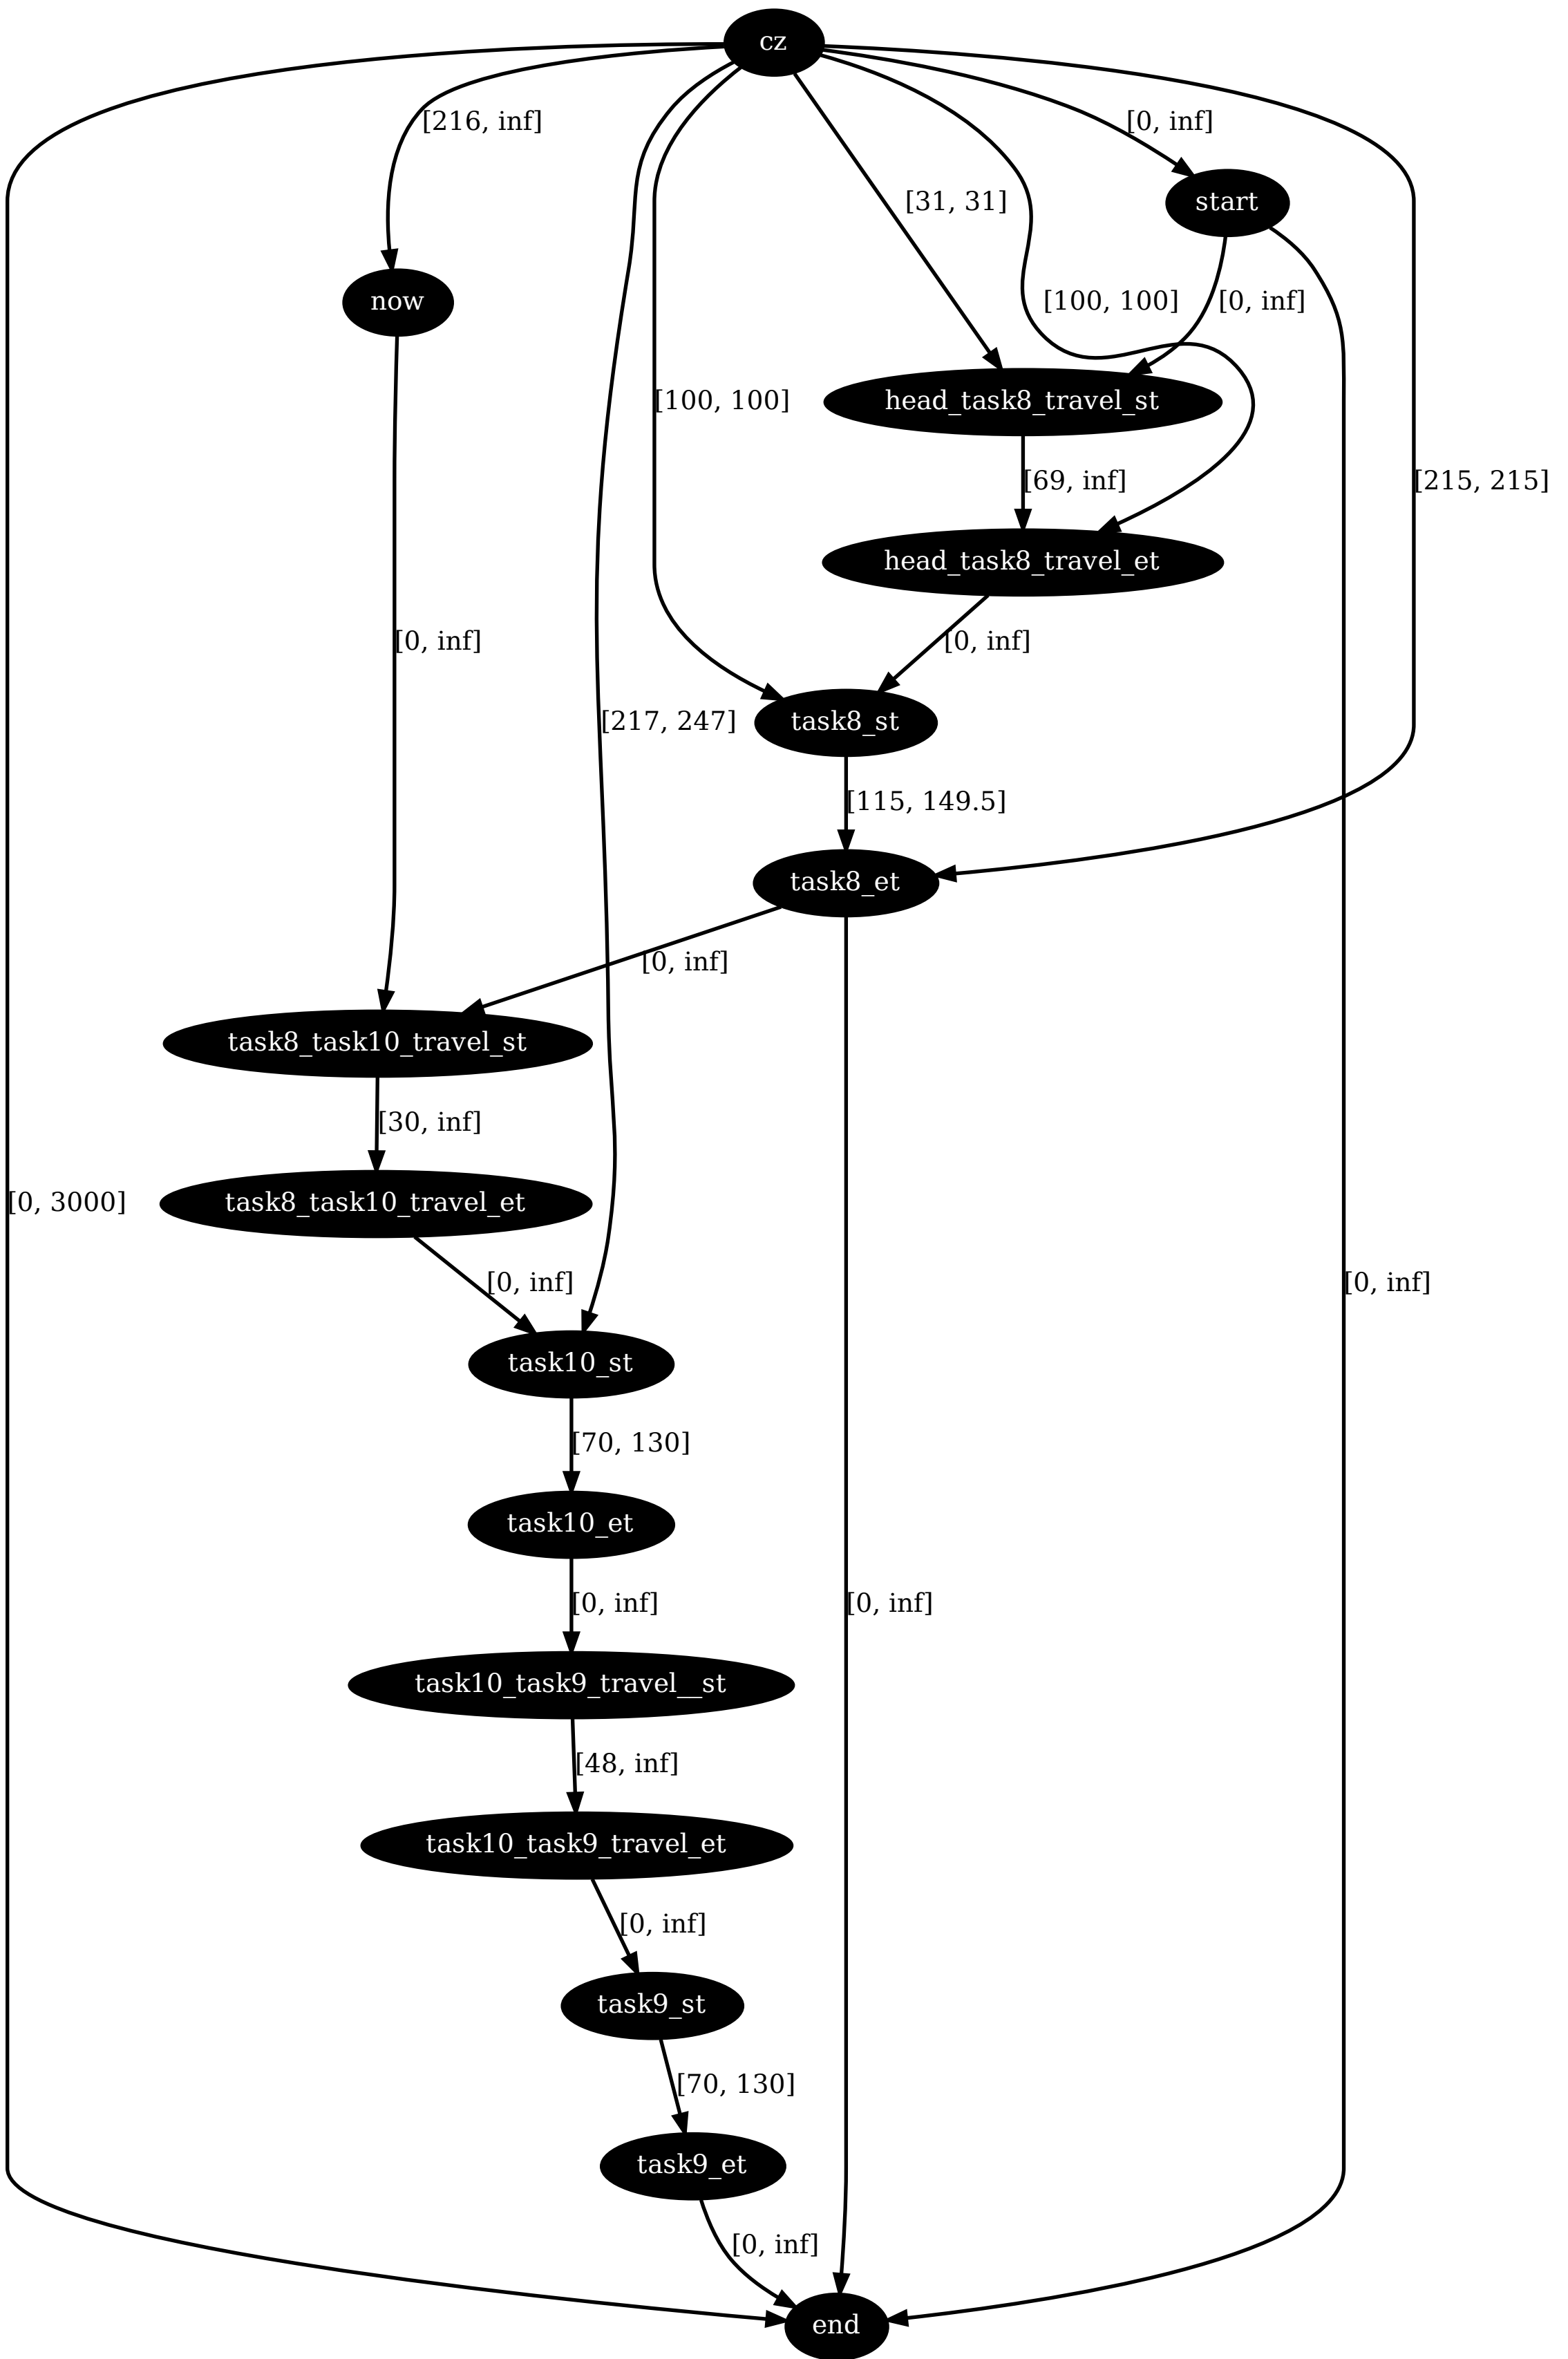 cz
[216, inf]
[0, inf]
[31, 31]
start
now
[100, 100]
[0, inf]
[100, 100]
head_task8_travel_st
[69, inf]
[215, 215]
head_task8_travel_et
[0, inf]
[0, inf]
[217, 247]
task8_st
[115, 149.5]
task8_et
[0, inf]
task8_task10_travel_st
[30, inf]
[0, 3000]
task8_task10_travel_et
[0, inf]
[0, inf]
task10_st
[70, 130]
task10_et
[0, inf]
[0, inf]
task10_task9_travel__st
[48, inf]
task10_task9_travel_et
[0, inf]
task9_st
[70, 130]
task9_et
[0, inf]
end